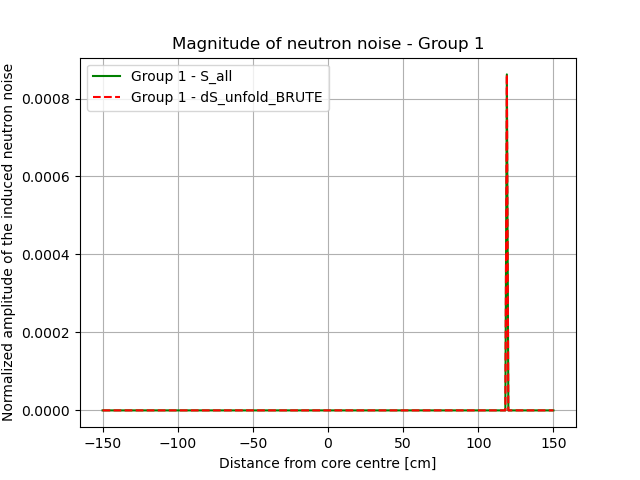 Magnitude of neutron noise - Group 1
Normalized amplitude of the induced neutron noise
Group 1 - S_all
Group 1 - dS_unfold_BRUTE
0.0008
0.0006
0.0004
0.0002
0.0000
−150
−100
−50
0
50
100
150
Distance from core centre [cm]